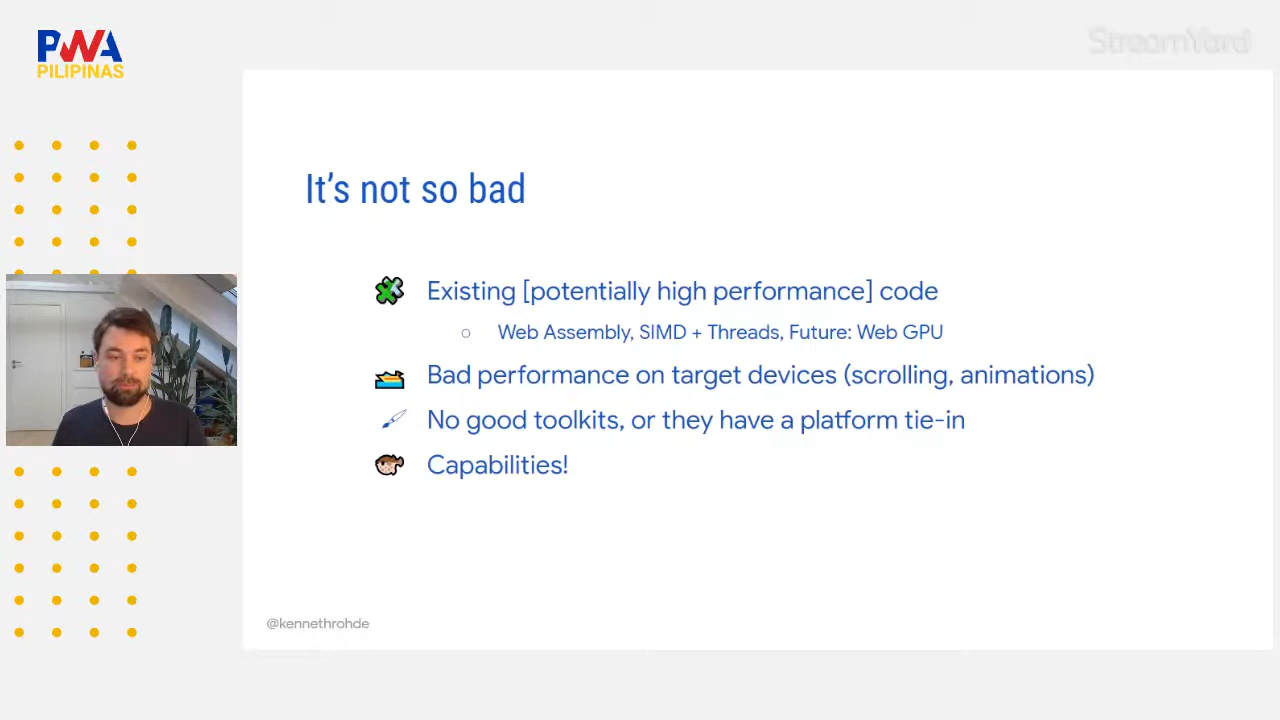 PWA
PILIPINAS
StreamYard
It’s not so bad
Existing [potentially high performance] code
Web Assembly, SIMD + Threads, Future: Web GPU
Bad performance on target devices (scrolling, animations)
No good toolkits, or they have a platform tie-in
Capabilities!
@kennethrohde